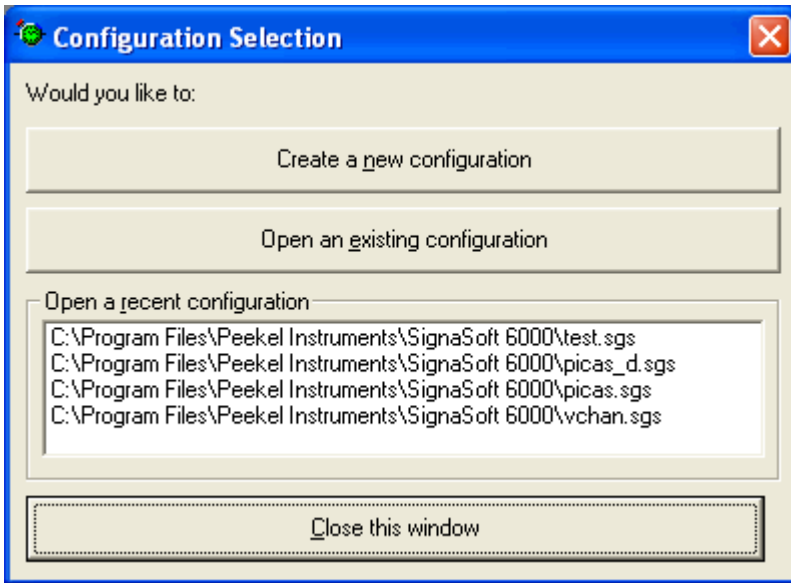 Configuration Selection
Would you like to:
Create a new configuration
Open an existing configuration
Open a recent configuration
C:\Program Files\Peekel Instruments\SignaSoft 6000\test.sgs
C:\Program Files\Peekel Instruments\SignaSoft 6000\picas_d.sgs
C:\Program Files\Peekel Instruments\SignaSoft 6000\picas.sgs
C:\Program Files\Peekel Instruments\SignaSoft 6000\vchan.sgs
Close this window